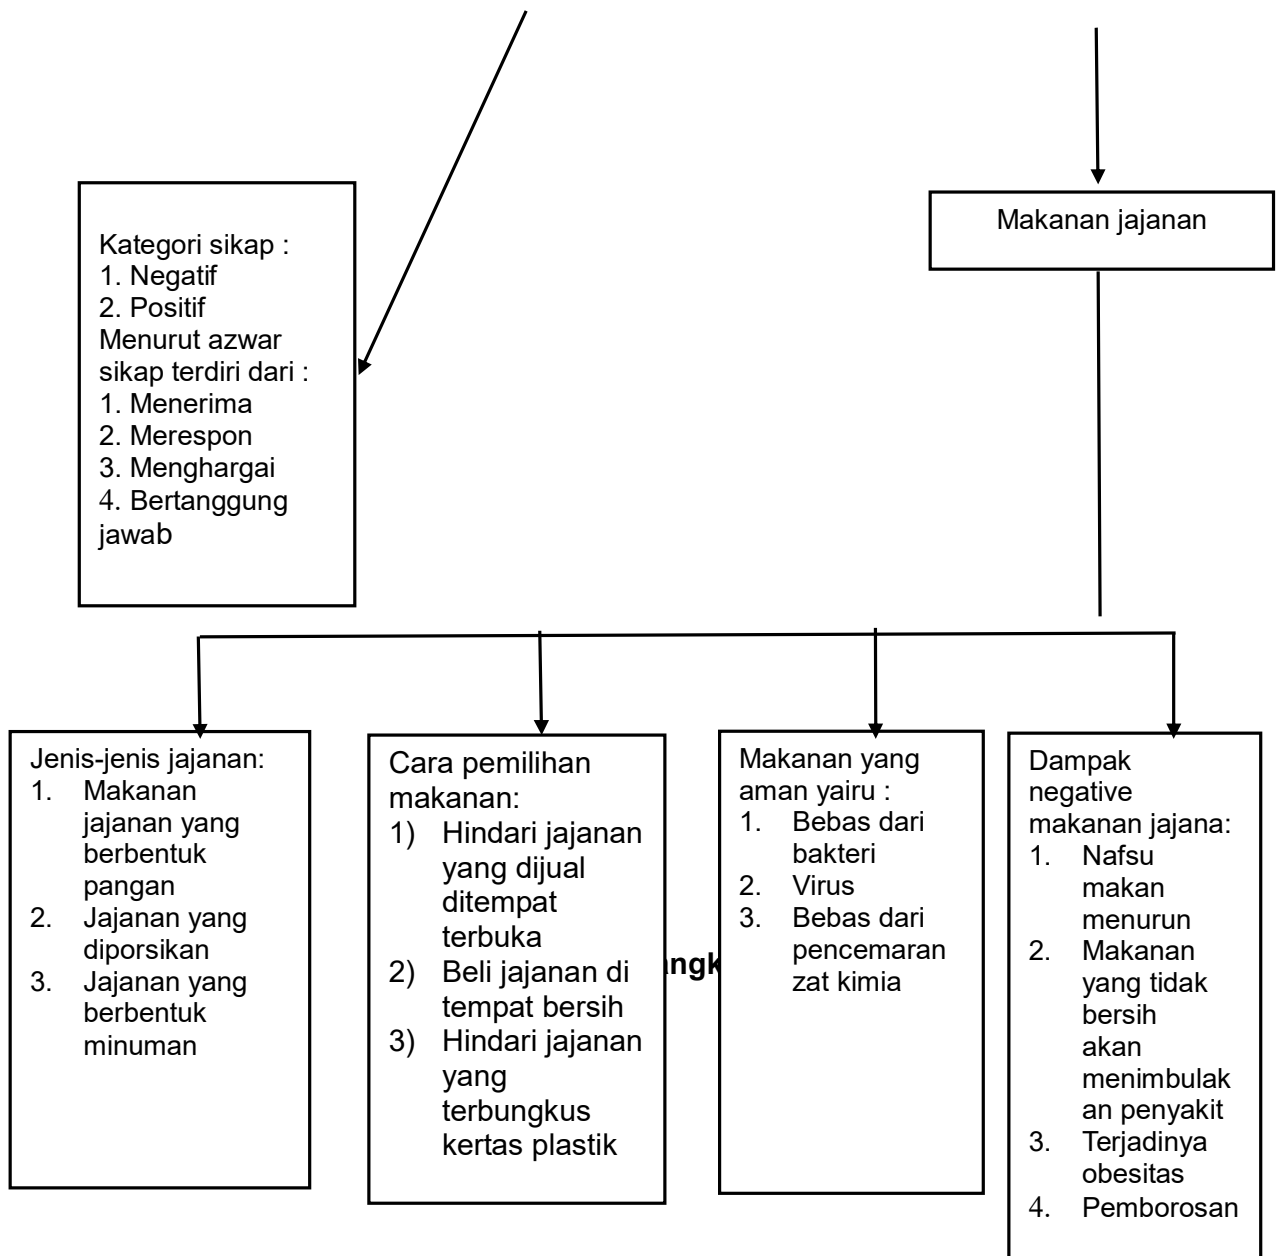 Kategori sikap :
1. Negatif
2. Positif
Menurut azwar
sikap terdiri dari :
1. Menerima
2. Merespon
3. Menghargai
4. Bertanggung
jawab
Makanan jajanan
Jenis-jenis jajanan:
1. Makanan
jajanan yang
berbentuk
pangan
2. Jajanan yang
diporsikan
3. Jajanan yang
berbentuk
minuman
Cara pemilihan
makanan:
1) Hindari jajanan
yang dijual
ditempat
terbuka
2) Beli jajanan di
tempat bersih
3) Hindari jajanan
yang
terbungkus
kertas plastik
Makanan yang
aman yairu :
1. Bebas dari
bakteri
2. Virus
3. Bebas dari
pencemaran
zat kimia
Dampak
negative
makanan jajana:
1. Nafsu
makan
menurun
2. Makanan
yang tidak
bersih
akan
menimbulak
an penyakit
3. Terjadinya
obesitas
4. Pemborosan